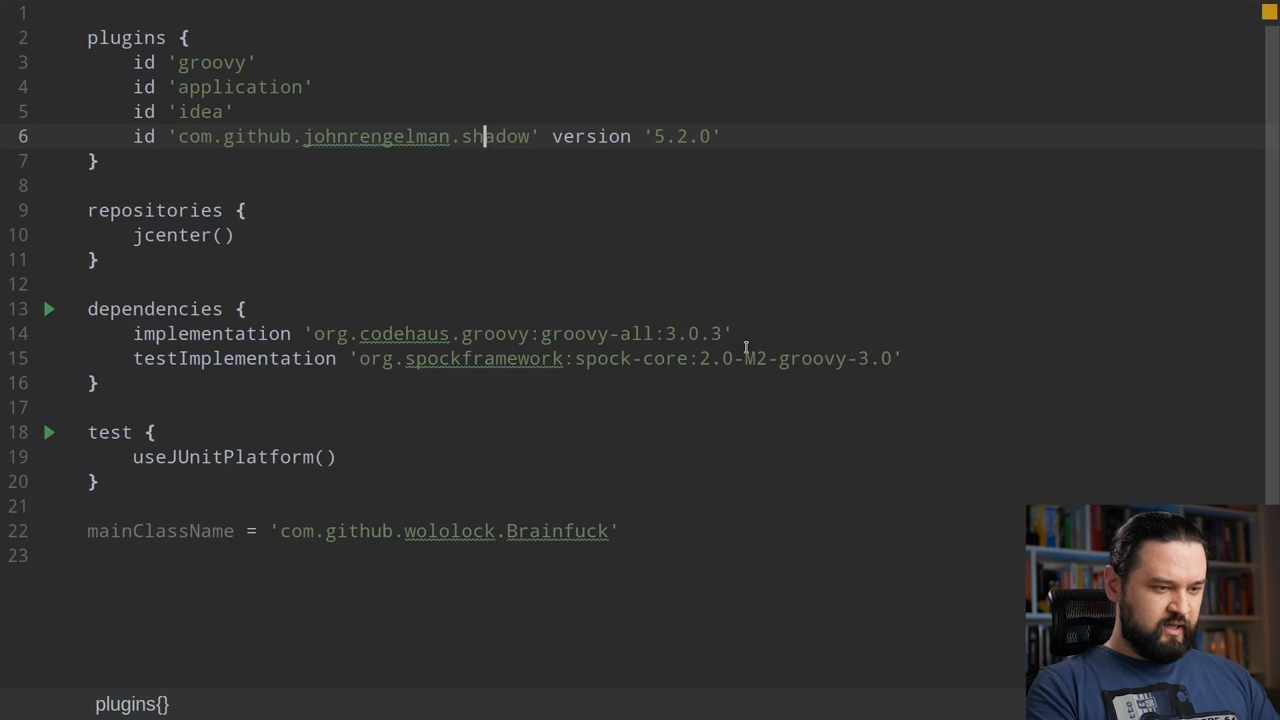 1
2 plugins {
3 id 'groovy'
4 id 'application'
5 id 'idea'
6 id 'com.github.johnrengelman.shadow' version '5.2.0'
7 }
8
9 repositories {
10 jcenter()
11 }
12
13 dependencies {
14 implementation 'org.codehaus.groovy:groovy-all:3.0.3'
15 testImplementation 'org.spockframework:spock-core:2.0-M2-groovy-3.0'
16 }
17
18 test {
19 useJUnitPlatform()
20 }
21
22 mainClassName = 'com.github.wololock.Brainfuck'
23
plugins{}